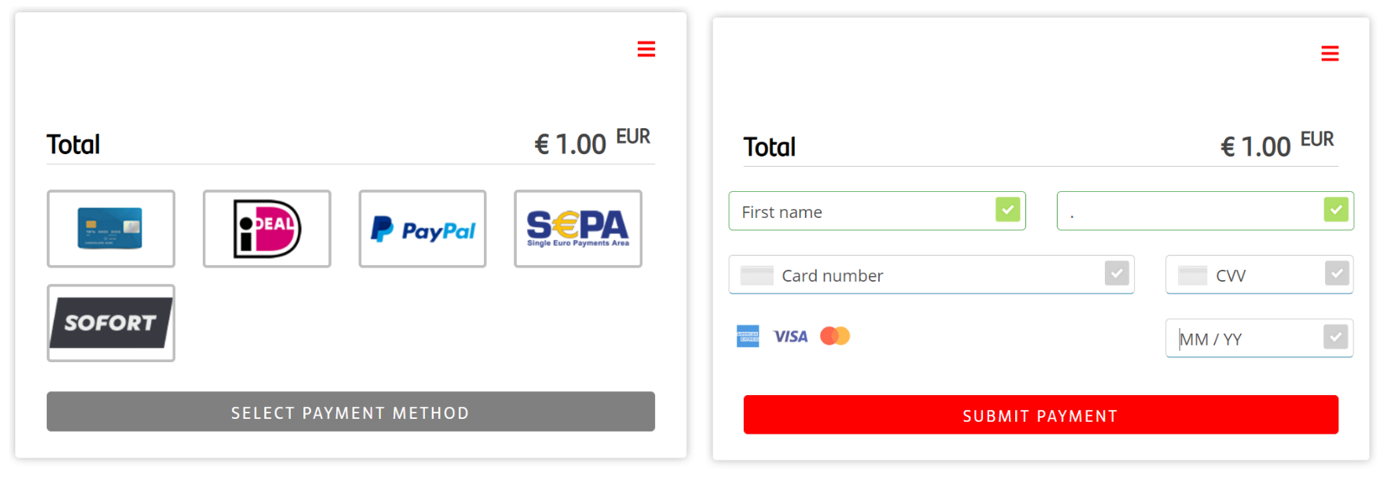 Total € 1.00 EUR
iDEAL PayPal SEPA
Single Euro Payments Area
SOFORT
SELECT PAYMENT METHOD
Total € 1.00 EUR
First name .
Card number CVV
VISA MM / YY
SUBMIT PAYMENT